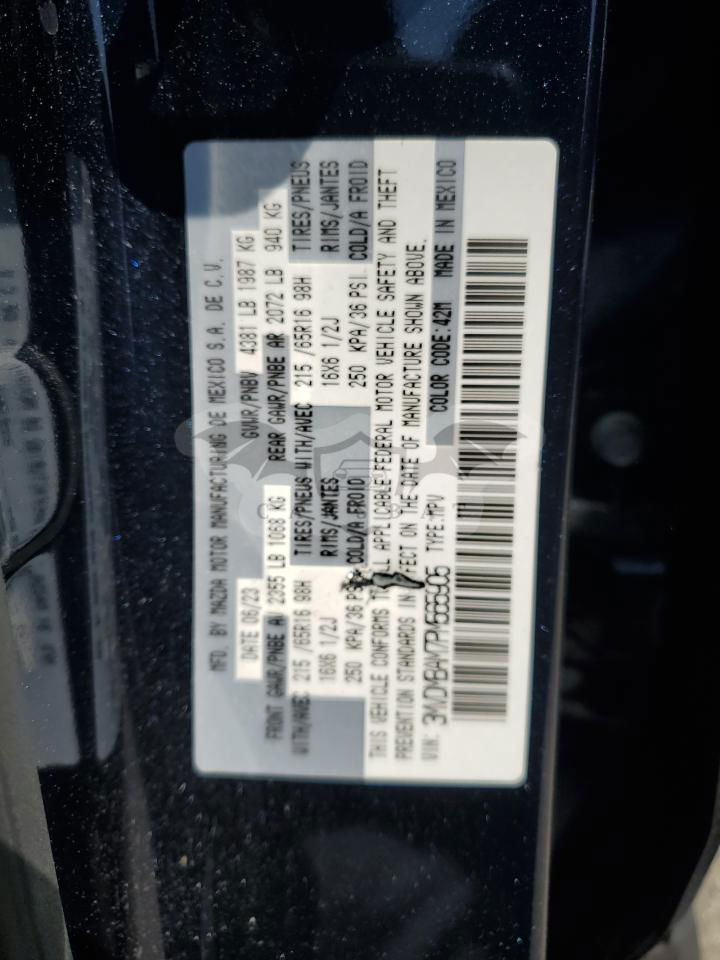 MFD. BY MAZDA MOTOR MANUFACTURING DE MEXICO S.A. DE C.V.
DATE 06/23 GVWR/PNBV 4381 LB 1987 KG
FRONT GAWR/PNBE AV 2355 LB 1068 KG REAR GAWR/PNBE AR 2072 LB 940 KG
WITH/AVEC 215 /65R16 98H TIRES/PNEUS WITH/AVEC 215 /65R16 98H TIRES/PNEUS
16X6 1/2J RIMS/JANTES 16X6 1/2J RIMS/JANTES
250 KPA/36 PSI COLD/A FROID 250 KPA/36 PSI COLD/A FROID
THIS VEHICLE CONFORMS ALL APPLICABLE FEDERAL MOTOR VEHICLE SAFETY AND THEFT
PREVENTION STANDARDS IN EFFECT ON THE DATE OF MANUFACTURE SHOWN ABOVE.
VIN: TYPE:MPV COLOR CODE:42M MADE IN MEXICO